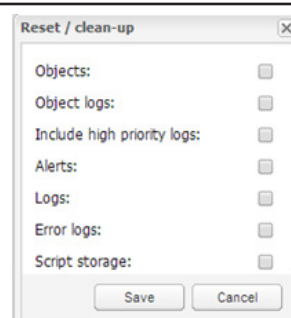 Reset / clean-up
Objects:
Object logs:
Include high priority logs:
Alerts:
Logs:
Error logs:
Script storage:
Save Cancel